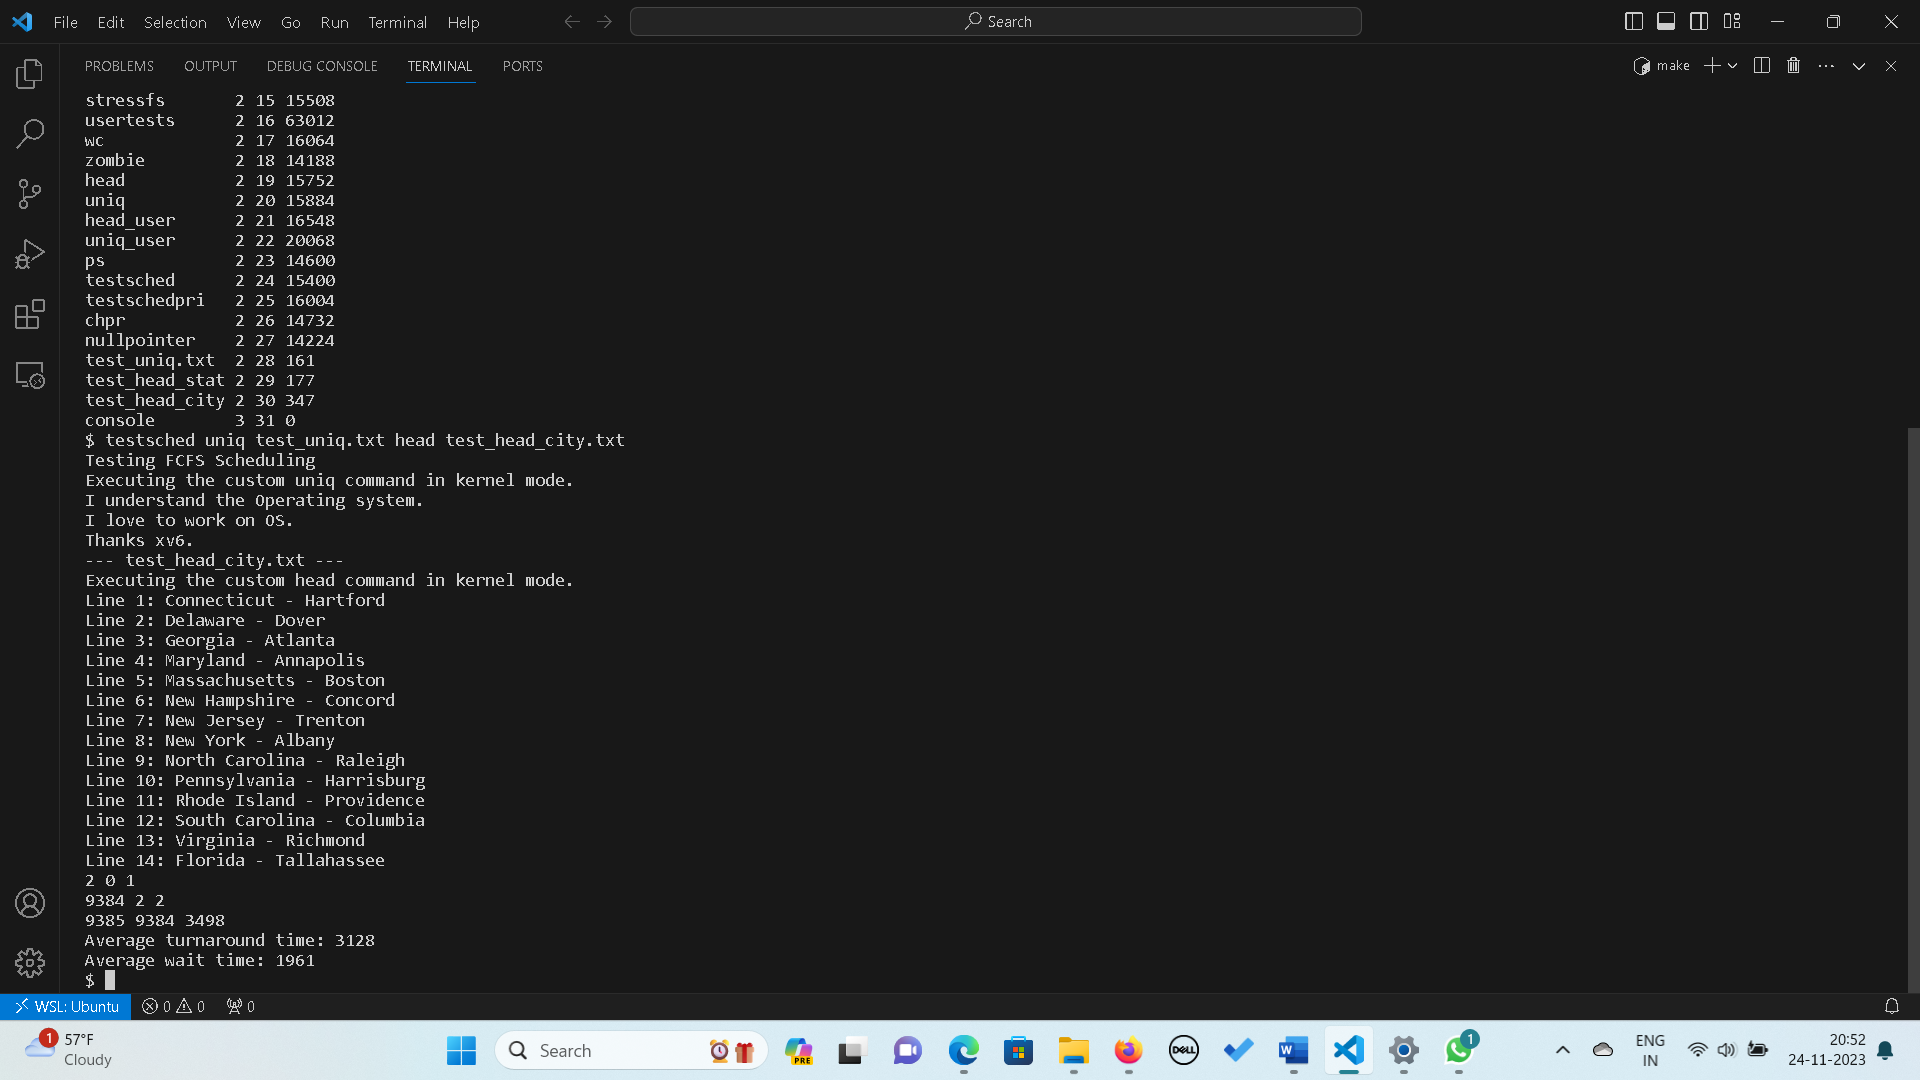 File Edit Selection View Go Run Terminal Help
Search
PROBLEMS OUTPUT DEBUG CONSOLE TERMINAL PORTS
make
stressfs 2 15 15508
usertests 2 16 63012
wc 2 17 16064
zombie 2 18 14188
head 2 19 15752
uniq 2 20 15884
head_user 2 21 16548
uniq_user 2 22 20068
ps 2 23 14600
testsched 2 24 15400
testschedpri 2 25 16004
chpr 2 26 14732
nullpointer 2 27 14224
test_uniq.txt 2 28 161
test_head_stat 2 29 177
test_head_city 2 30 347
console 3 31 0
$ testsched uniq test_uniq.txt head test_head_city.txt
Testing FCFS Scheduling
Executing the custom uniq command in kernel mode.
I understand the Operating system.
I love to work on OS.
Thanks xv6.
--- test_head_city.txt ---
Executing the custom head command in kernel mode.
Line 1: Connecticut - Hartford
Line 2: Delaware - Dover
Line 3: Georgia - Atlanta
Line 4: Maryland - Annapolis
Line 5: Massachusetts - Boston
Line 6: New Hampshire - Concord
Line 7: New Jersey - Trenton
Line 8: New York - Albany
Line 9: North Carolina - Raleigh
Line 10: Pennsylvania - Harrisburg
Line 11: Rhode Island - Providence
Line 12: South Carolina - Columbia
Line 13: Virginia - Richmond
Line 14: Florida - Tallahassee
2 0 1
9384 2 2
9385 9384 3498
Average turnaround time: 3128
Average wait time: 1961
$
WSL: Ubuntu 0 0 0
1
57°F
Cloudy
Search
PRE
DELL
W
1
ENG
IN
20:52
24-11-2023